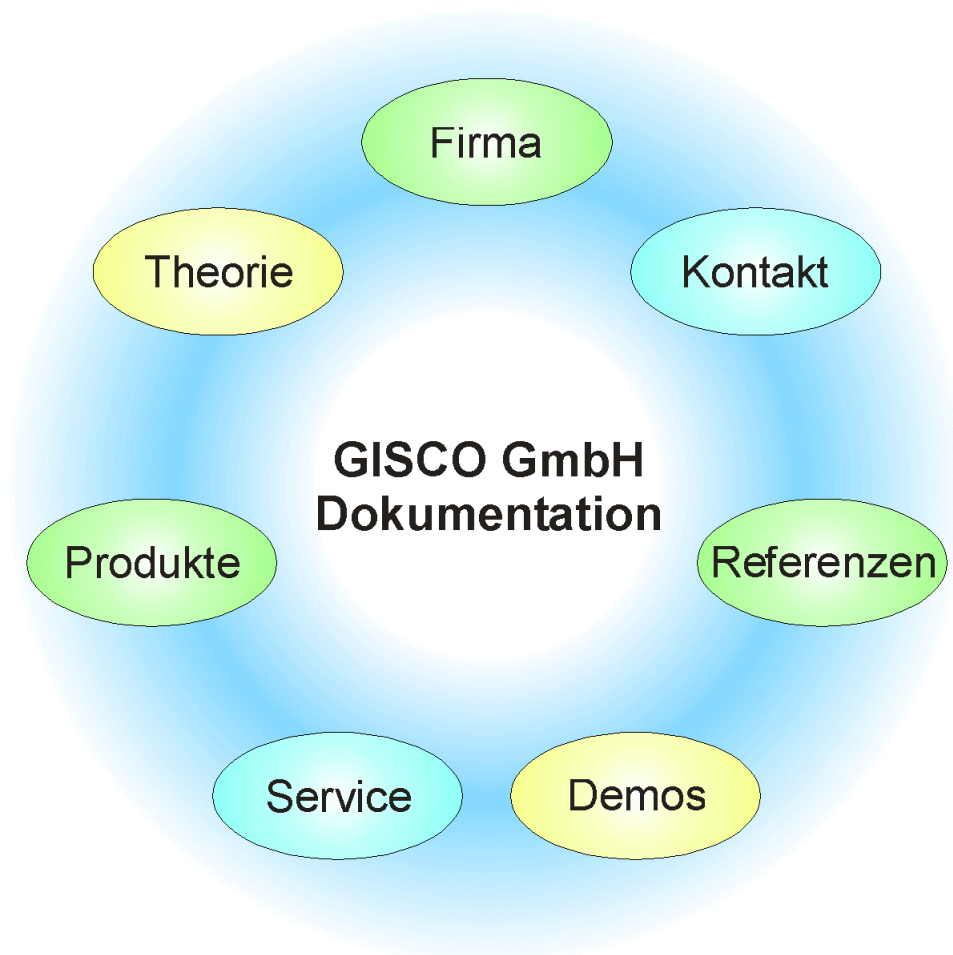 Firma
Theorie
Kontakt
GISCO GmbH
Dokumentation
Produkte
Referenzen
Service
Demos